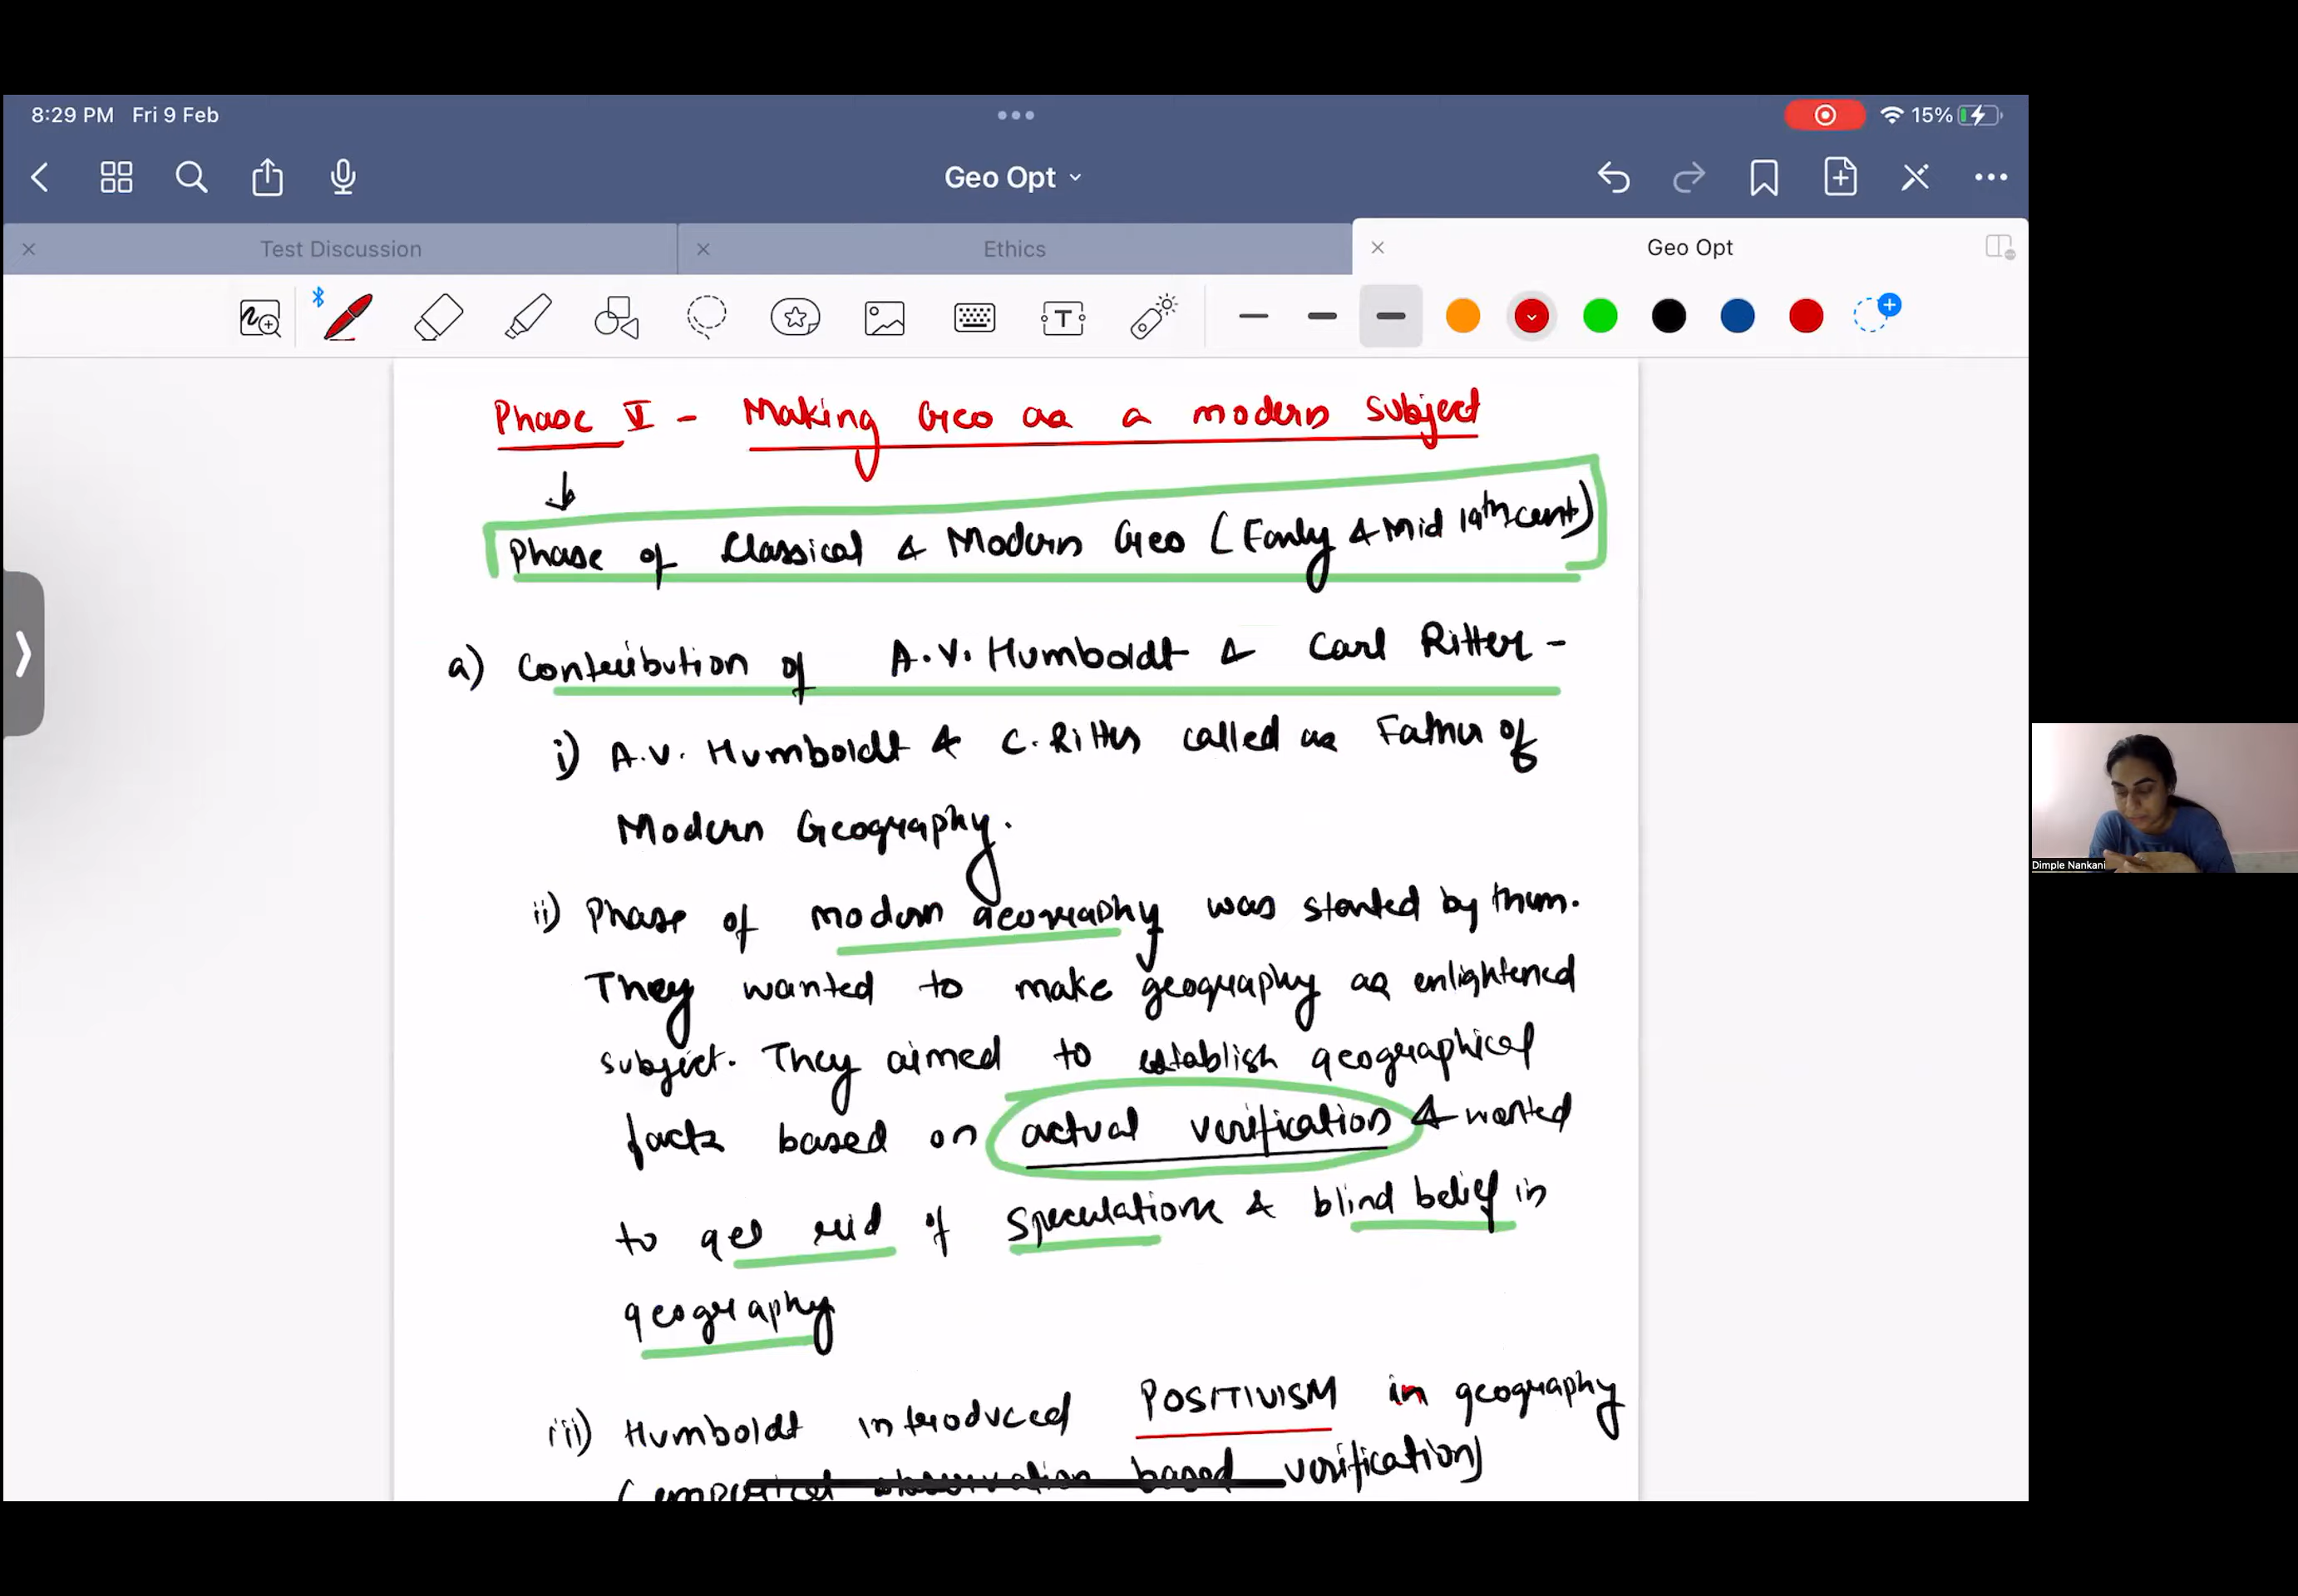 8:29 PM Fri 9 Feb
15%
Geo Opt
Test Discussion
Ethics
Geo Opt
T
Phase V - Making Geo as a modern subject
Phase of Classical & Modern Geo (Early & Mid 19th cent)
a) Contribution of A.V. Humboldt & Carl Ritter -
i) A.V. Humboldt & C. Ritter called as Father of
Modern Geography.
ii) Phase of modern geography was started by them.
They wanted to make geography as enlightened
subject. They aimed to establish geographical
facts based on actual verification & wanted
to get rid of speculations & blind belief in
geography
iii) Humboldt introduced POSITIVISM in geography
(empirical observation based verification)
Dimple Nankani